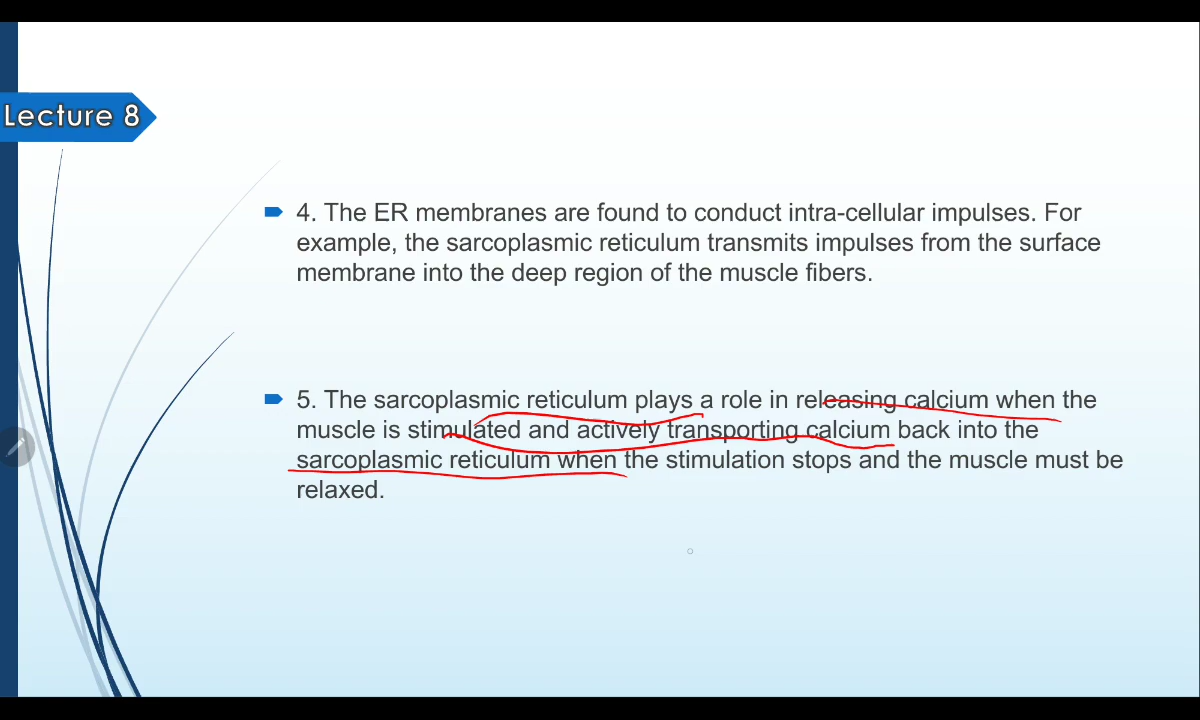 Lecture 8
4. The ER membranes are found to conduct intra-cellular impulses. For
example, the sarcoplasmic reticulum transmits impulses from the surface
membrane into the deep region of the muscle fibers.
5. The sarcoplasmic reticulum plays a role in releasing calcium when the
muscle is stimulated and actively transporting calcium back into the
sarcoplasmic reticulum when the stimulation stops and the muscle must be
relaxed.